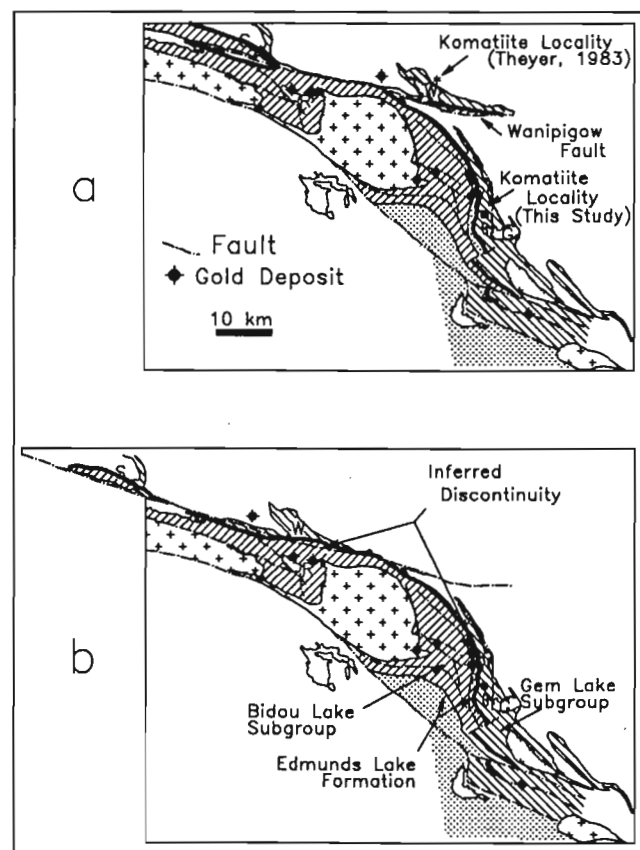 a
Komatiite Locality
(Theyer, 1983)
Wanipigow
Fault
Komatiite
Locality
(This Study)
Fault
Gold Deposit
10 km
b
Inferred
Discontinuity
W
Gem Lake
Subgroup
Bidou Lake
Subgroup
Edmunds Lake
Formation